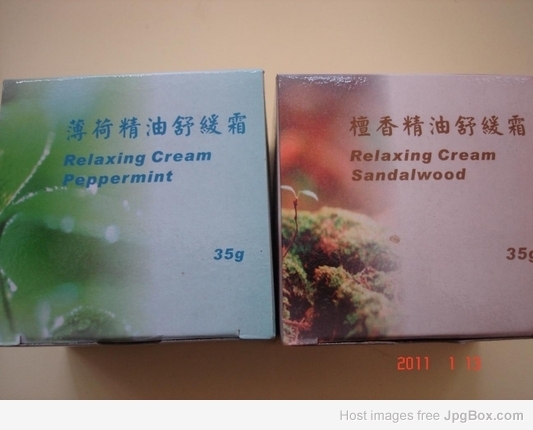 薄荷精油舒緩霜
Relaxing Cream
Peppermint
35g
檀香精油舒緩霜
Relaxing Cream
Sandalwood
35g
2011 1 13
Host images free JpgBox.com